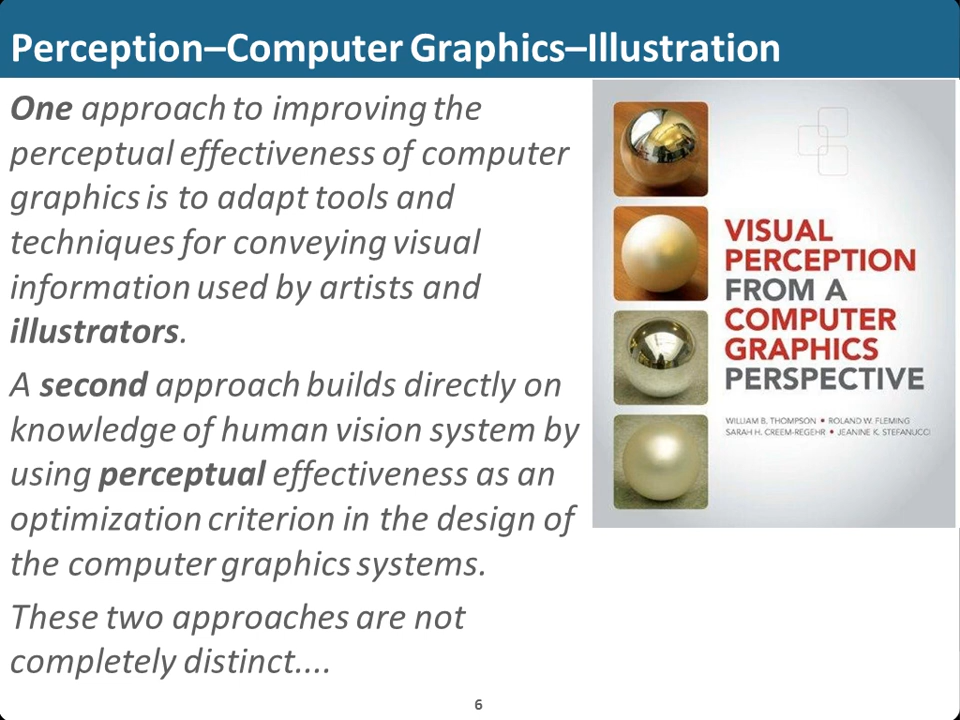 Perception–Computer Graphics–Illustration
One approach to improving the
perceptual effectiveness of computer
graphics is to adapt tools and
techniques for conveying visual
information used by artists and
illustrators.
A second approach builds directly on
knowledge of human vision system by
using perceptual effectiveness as an
optimization criterion in the design of
the computer graphics systems.
These two approaches are not
completely distinct....
VISUAL
PERCEPTION
FROM A
COMPUTER
GRAPHICS
PERSPECTIVE
WILLIAM B. THOMPSON • ROLAND W. FLEMING
SARAH H. CREEM-REGEHR • JEANINE K. STEFANUCCI
6